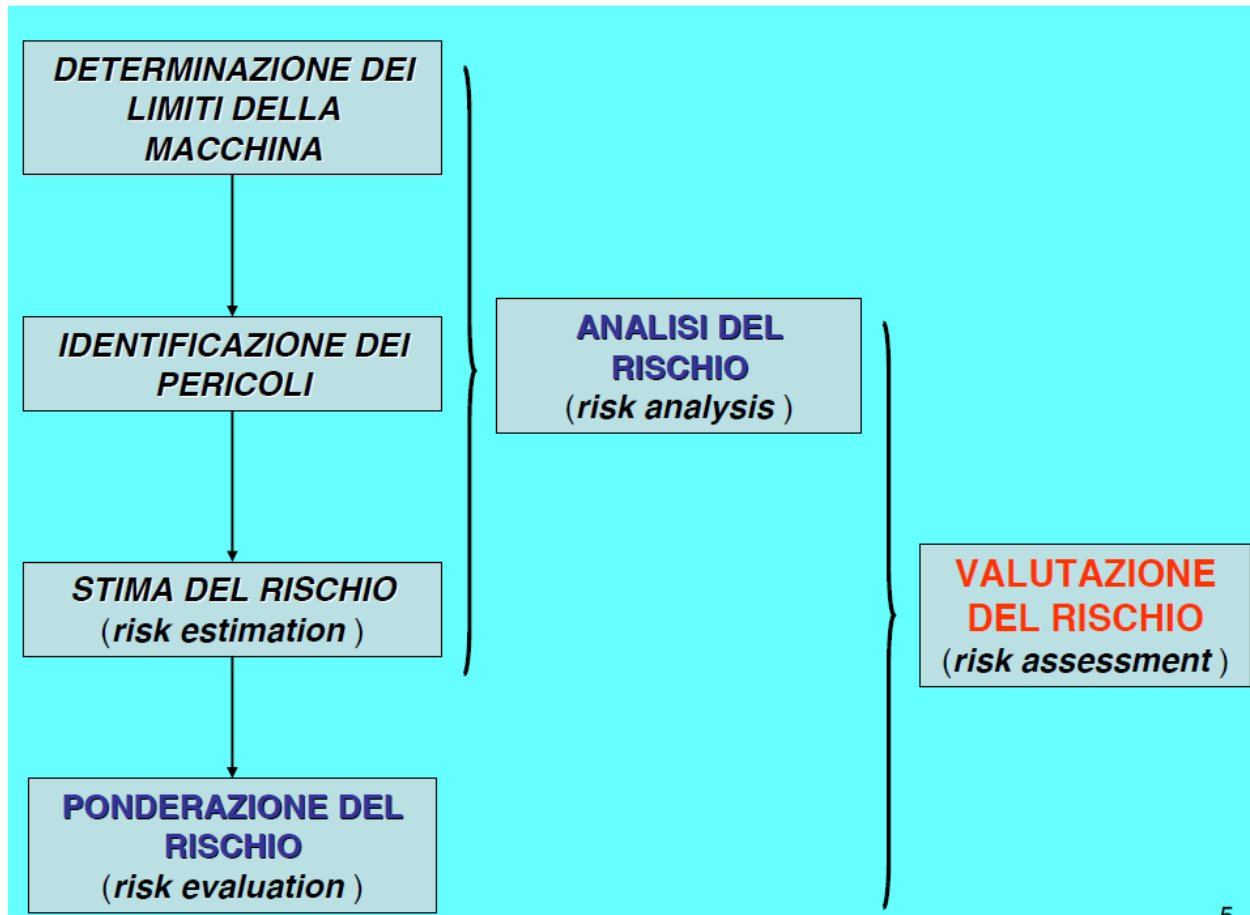 DETERMINAZIONE DEI
LIMITI DELLA
MACCHINA
IDENTIFICAZIONE DEI
PERICOLI
STIMA DEL RISCHIO
(risk estimation )
PONDERAZIONE DEL
RISCHIO
(risk evaluation )
ANALISI DEL
RISCHIO
(risk analysis )
VALUTAZIONE
DEL RISCHIO
(risk assessment )
5